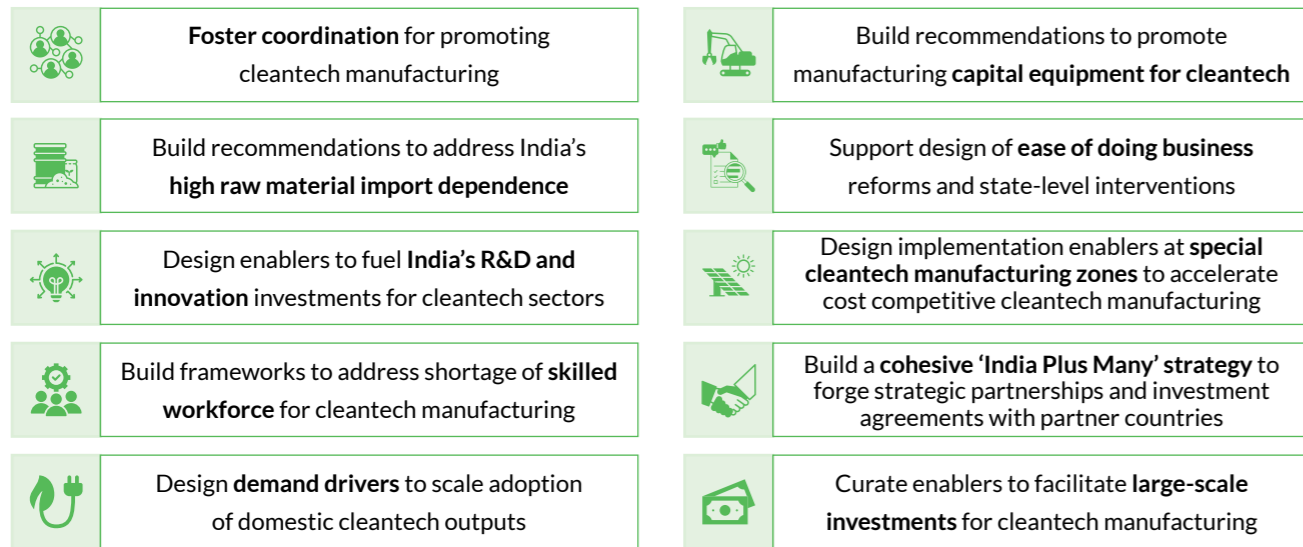 Foster coordination for promoting
cleantech manufacturing
Build recommendations to address India’s
high raw material import dependence
Design enablers to fuel India’s R&D and
innovation investments for cleantech sectors
Build frameworks to address shortage of skilled
workforce for cleantech manufacturing
Design demand drivers to scale adoption
of domestic cleantech outputs
Build recommendations to promote
manufacturing capital equipment for cleantech
Support design of ease of doing business
reforms and state-level interventions
Design implementation enablers at special
cleantech manufacturing zones to accelerate
cost competitive cleantech manufacturing
Build a cohesive ‘India Plus Many’ strategy to
forge strategic partnerships and investment
agreements with partner countries
Curate enablers to facilitate large-scale
investments for cleantech manufacturing